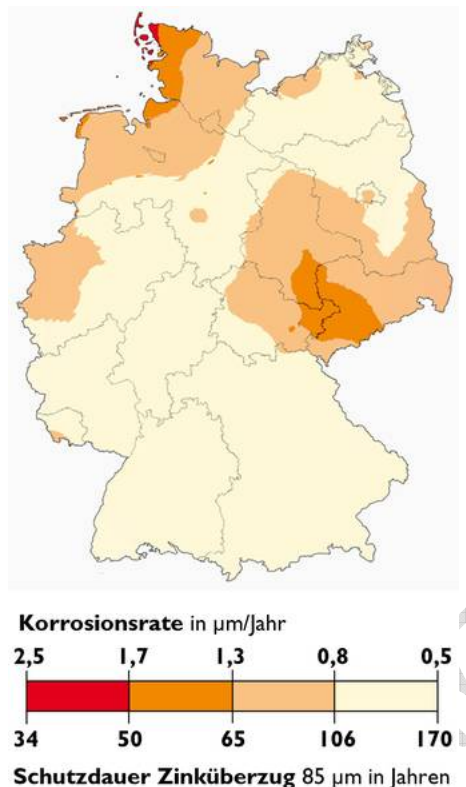 Korrosionsrate in µm/Jahr
2,5 1,7 1,3 0,8 0,5
34 50 65 106 170
Schutzdauer Zinküberzug 85 µm in Jahren